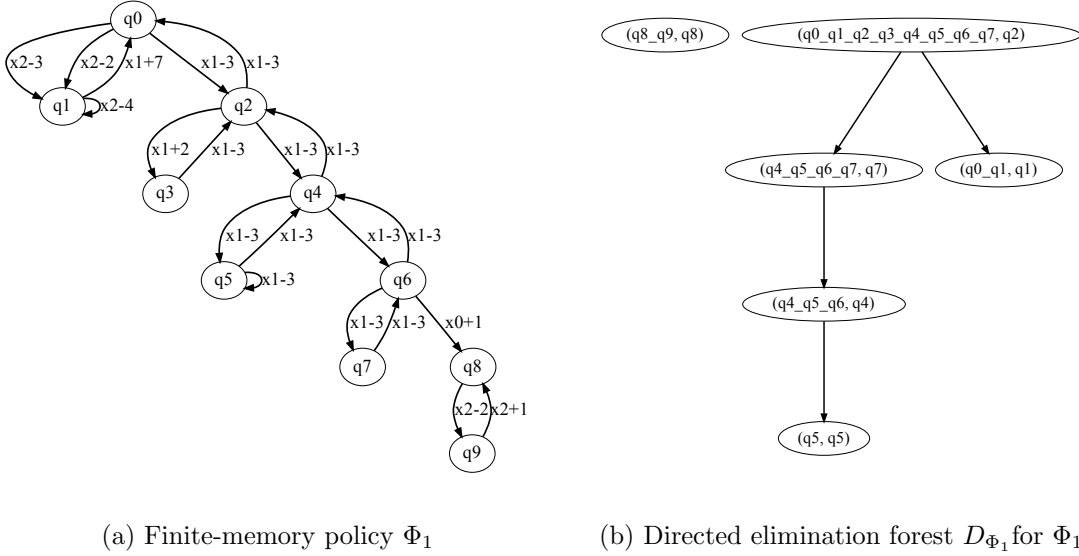 q0
(q8_q9, q8)
(q0_q1_q2_q3_q4_q5_q6_q7, q2)
x2-3
x2-2
x1+7
x1-3
x1-3
q1
x2-4
q2
x1+2
x1-3
x1-3
x1-3
q3
q4
(q4_q5_q6_q7, q7)
(q0_q1, q1)
x1-3
x1-3
x1-3
x1-3
q5
x1-3
q6
(q4_q5_q6, q4)
x1-3
x1-3
x0+1
q7
q8
x2-2
x2+1
(q5, q5)
q9
(a) Finite-memory policy Φ₁
(b) Directed elimination forest D_Φ₁ for Φ₁